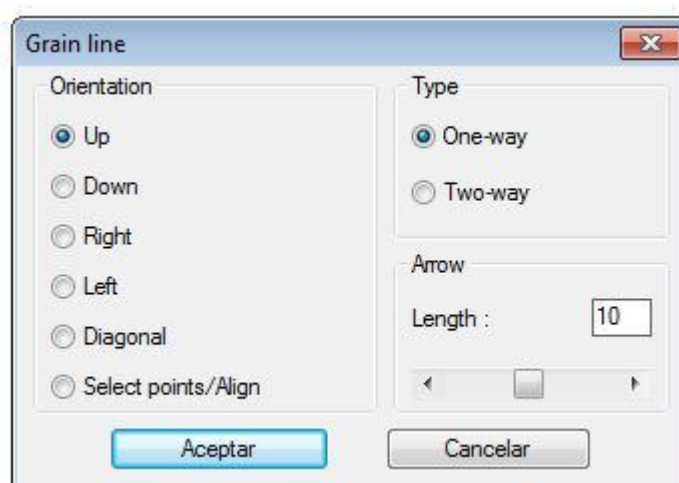 Grain line
Orientation
Up
Down
Right
Left
Diagonal
Select points/Align
Type
One-way
Two-way
Arrow
Length : 10
Aceptar Cancelar